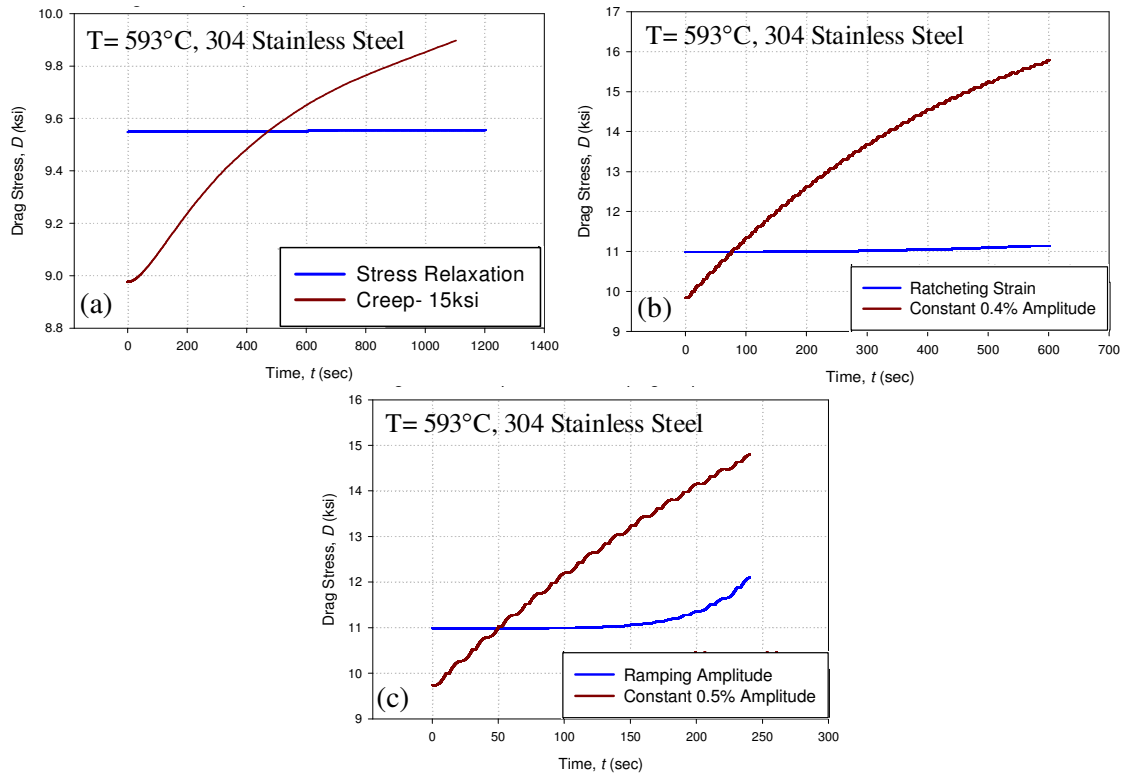 10.0
9.8
9.6
9.4
9.2
9.0
8.8
Drag Stress, D (ksi)
T= 593°C, 304 Stainless Steel
Stress Relaxation
Creep- 15ksi
(a)
0 200 400 600 800 1000 1200 1400
Time, t (sec)
17
16
15
14
13
12
11
10
9
Drag Stress, D (ksi)
T= 593°C, 304 Stainless Steel
Ratcheting Strain
Constant 0.4% Amplitude
(b)
0 100 200 300 400 500 600 700
Time, t (sec)
16
15
14
13
12
11
10
9
Drag Stress, D (ksi)
T= 593°C, 304 Stainless Steel
Ramping Amplitude
Constant 0.5% Amplitude
(c)
0 50 100 150 200 250 300
Time, t (sec)